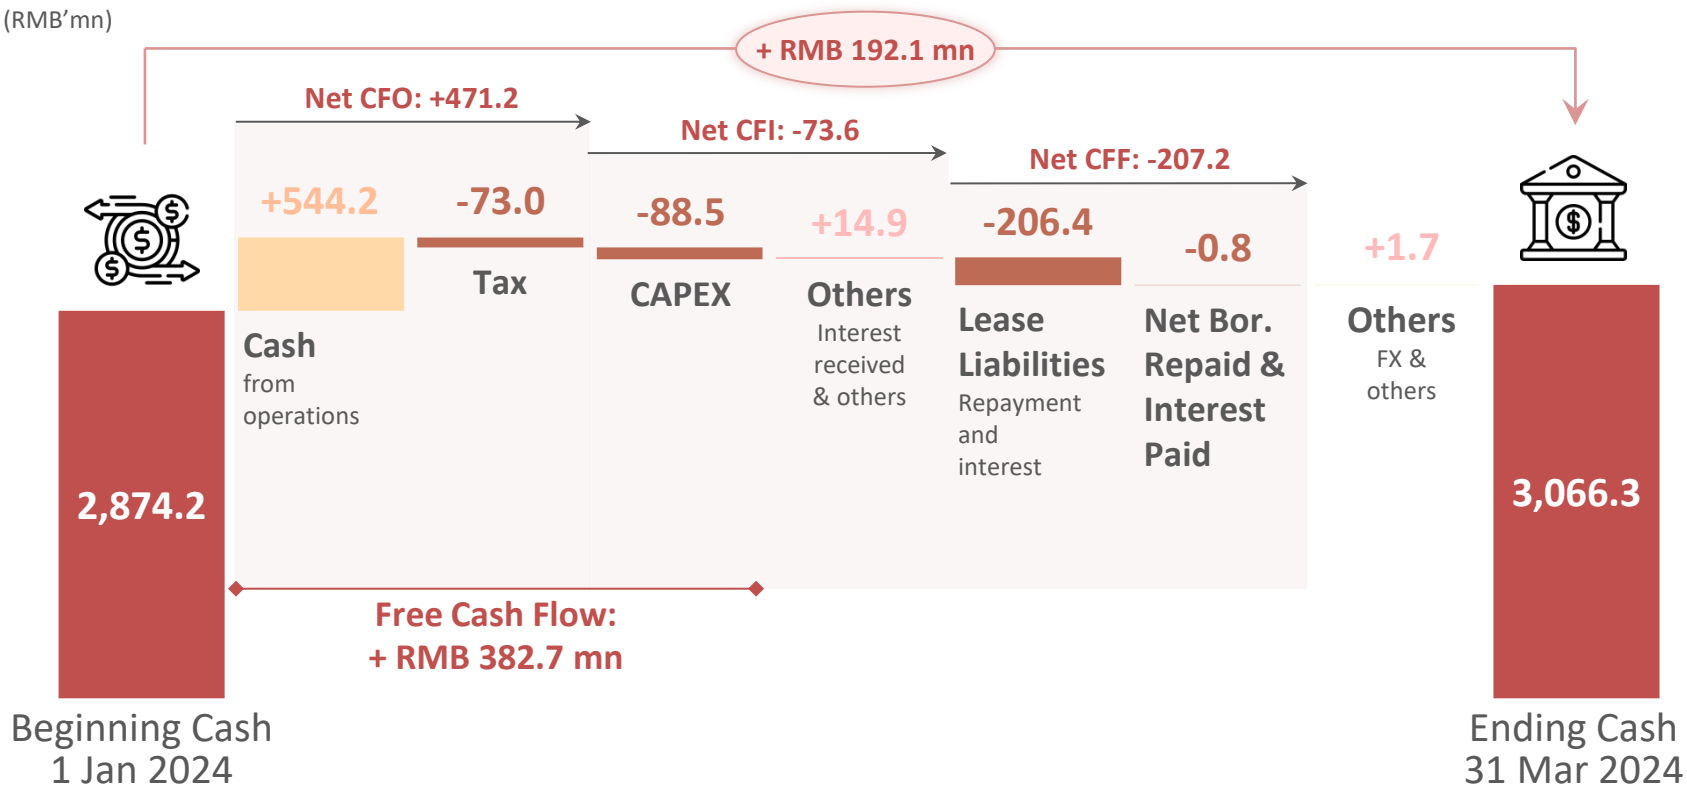 (RMB’mn)
+ RMB 192.1 mn
Net CFO: +471.2
Net CFI: -73.6
Net CFF: -207.2
+544.2
-73.0
-88.5
+14.9
-206.4
-0.8
+1.7
Cash
from
operations
Tax
CAPEX
Others
Interest
received
& others
Lease
Liabilities
Repayment
and
interest
Net Bor.
Repaid &
Interest
Paid
Others
FX &
others
2,874.2
3,066.3
Free Cash Flow:
+ RMB 382.7 mn
Beginning Cash
1 Jan 2024
Ending Cash
31 Mar 2024